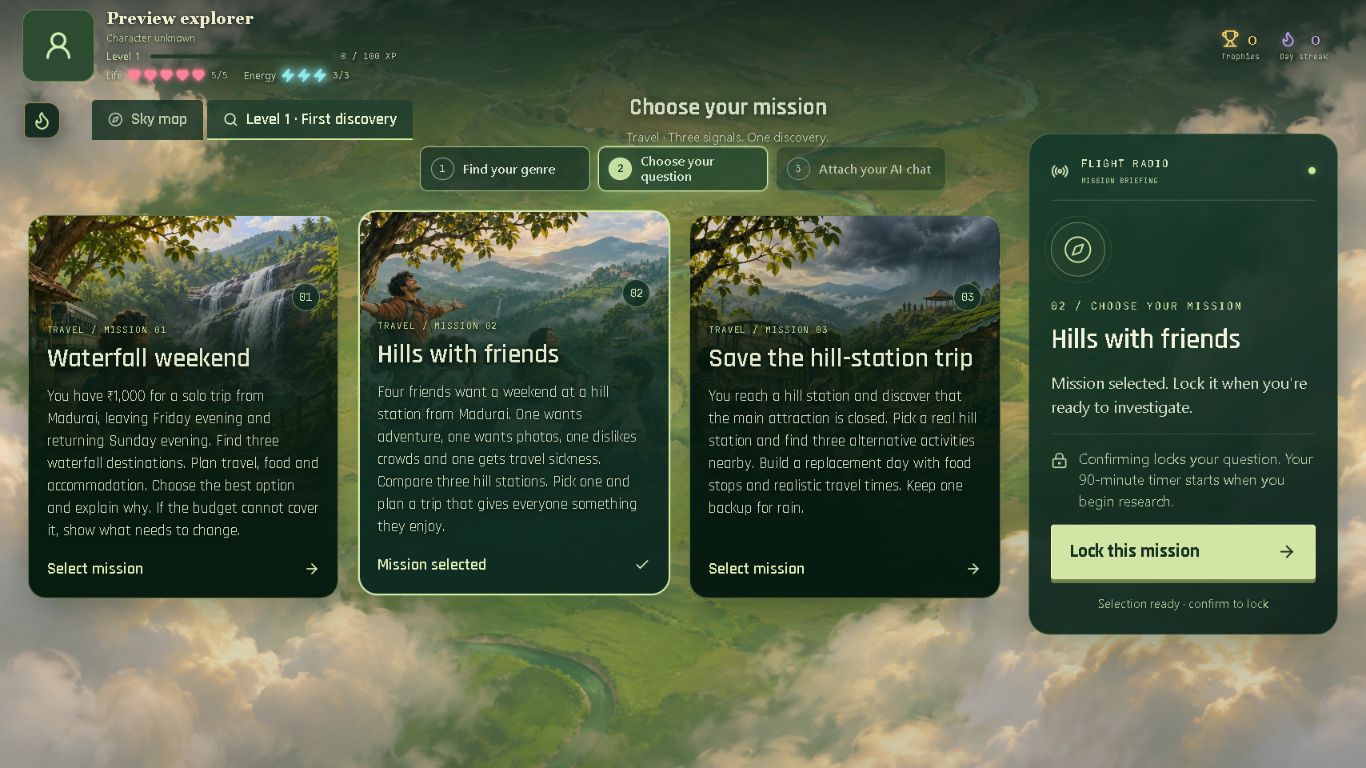 Preview explorer
Character unknown
Level 1
0 / 100 XP
Life
5/5
Energy
3/3
0
Trophies
0
Day streak
Sky map
Level 1 · First discovery
Choose your mission
Travel · Three signals. One discovery.
1
Find your genre
2
Choose your
question
3
Attach your AI chat
01
TRAVEL / MISSION 01
Waterfall weekend
You have ₹1,000 for a solo trip from
Madurai, leaving Friday evening and
returning Sunday evening. Find three
waterfall destinations. Plan travel, food and
accommodation. Choose the best option
and explain why. If the budget cannot cover
it, show what needs to change.
Select mission
02
TRAVEL / MISSION 02
Hills with friends
Four friends want a weekend at a hill
station from Madurai. One wants
adventure, one wants photos, one dislikes
crowds and one gets travel sickness.
Compare three hill stations. Pick one and
plan a trip that gives everyone something
they enjoy.
Mission selected
03
TRAVEL / MISSION 03
Save the hill-station trip
You reach a hill station and discover that
the main attraction is closed. Pick a real hill
station and find three alternative activities
nearby. Build a replacement day with food
stops and realistic travel times. Keep one
backup for rain.
Select mission
FLIGHT RADIO
MISSION BRIEFING
02 / CHOOSE YOUR MISSION
Hills with friends
Mission selected. Lock it when you're
ready to investigate.
Confirming locks your question. Your
90-minute timer starts when you
begin research.
Lock this mission
Selection ready · confirm to lock